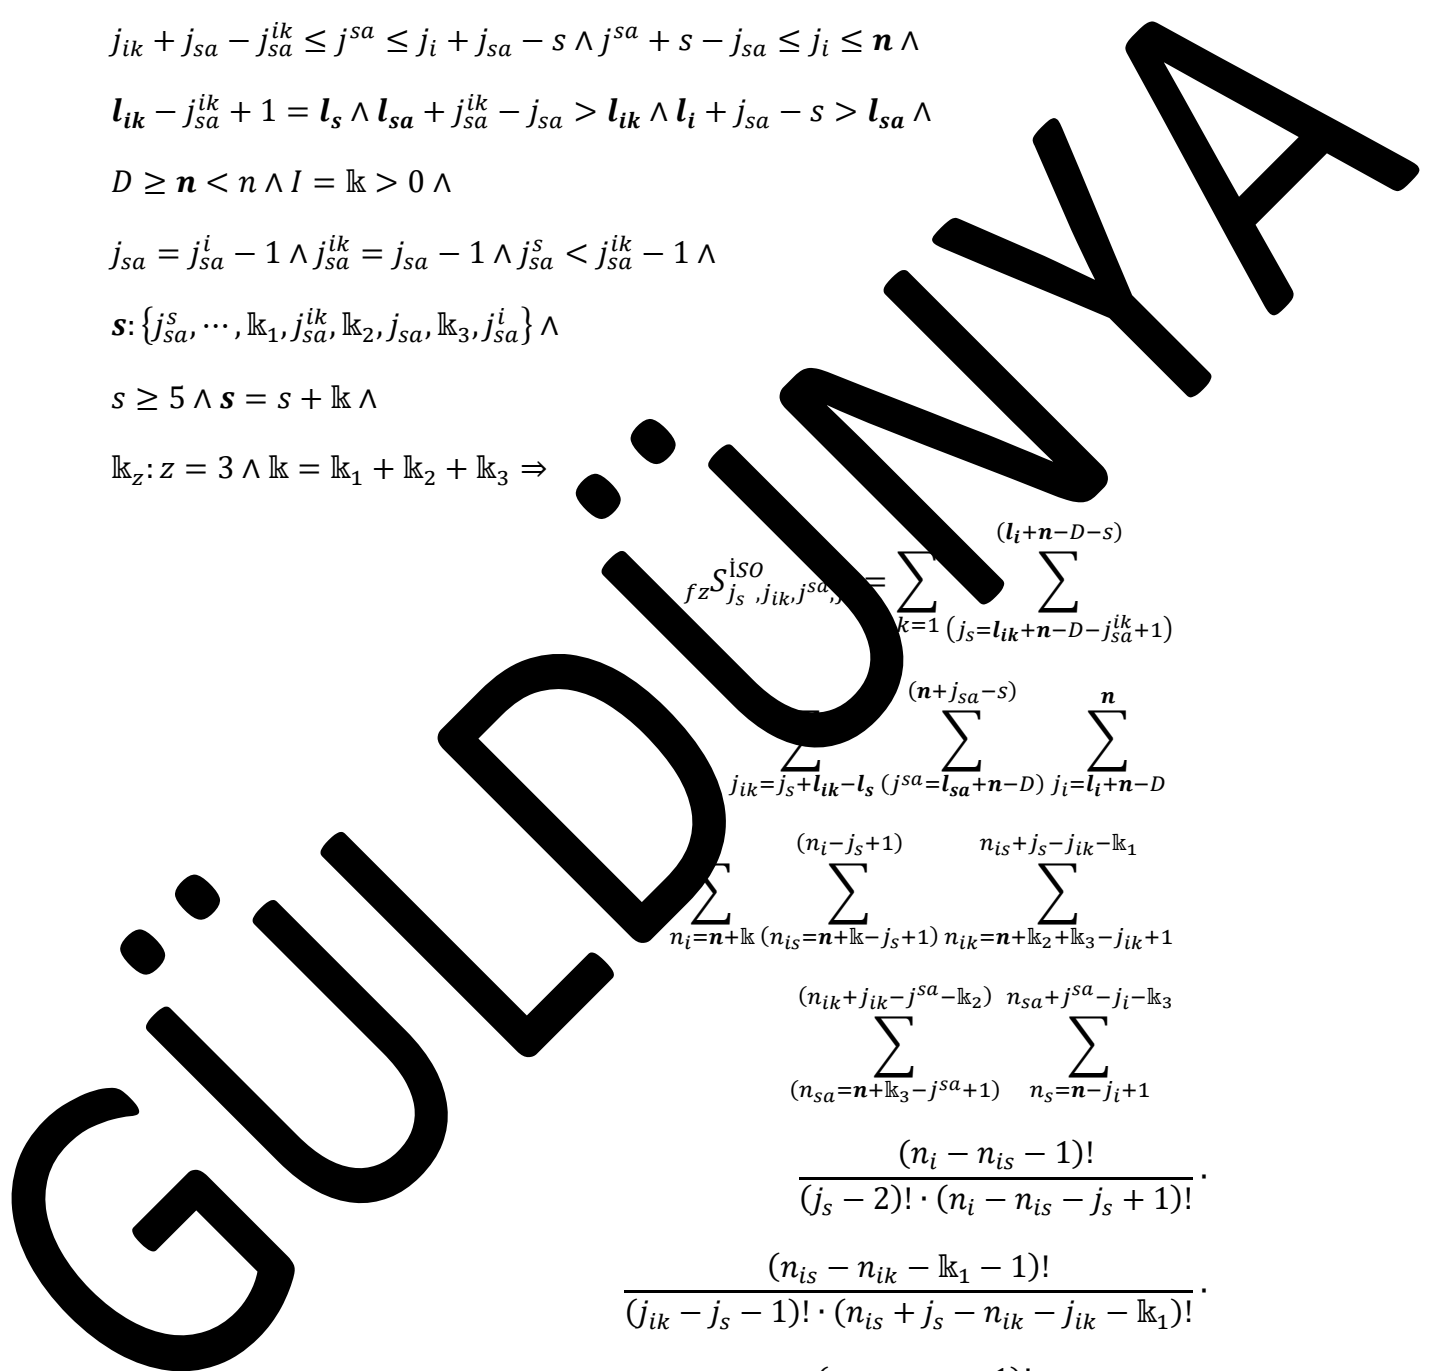 j_{ik} + j_{sa} − j_{sa}^{ik} ≤ j^{sa} ≤ j_i + j_{sa} − s ∧ j^{sa} + s − j_{sa} ≤ j_i ≤ n ∧
l_{ik} − j_{sa}^{ik} + 1 = l_s ∧ l_{sa} + j_{sa}^{ik} − j_{sa} > l_{ik} ∧ l_i + j_{sa} − s > l_{sa} ∧
D ≥ n < n ∧ I = 𝕜 > 0 ∧
j_{sa} = j_{sa}^{i} − 1 ∧ j_{sa}^{ik} = j_{sa} − 1 ∧ j_{sa}^{s} < j_{sa}^{ik} − 1 ∧
s: {j_{sa}^{s}, ⋯, 𝕜_1, j_{sa}^{ik}, 𝕜_2, j_{sa}, 𝕜_3, j_{sa}^{i}} ∧
s ≥ 5 ∧ s = s + 𝕜 ∧
𝕜_z: z = 3 ∧ 𝕜 = 𝕜_1 + 𝕜_2 + 𝕜_3 ⇒
(l_i+n−D−s)
_{fz}S_{j_s ,j_{ik},j^{sa},}^{İSO} = ∑ ∑
k=1 (j_s=l_{ik}+n−D−j_{sa}^{ik}+1)
(n+j_{sa}−s) n
∑ ∑ ∑
j_{ik}=j_s+l_{ik}−l_s (j^{sa}=l_{sa}+n−D) j_i=l_i+n−D
(n_i−j_s+1) n_{is}+j_s−j_{ik}−𝕜_1
∑ ∑ ∑
n_i=n+𝕜 (n_{is}=n+𝕜−j_s+1) n_{ik}=n+𝕜_2+𝕜_3−j_{ik}+1
(n_{ik}+j_{ik}−j^{sa}−𝕜_2) n_{sa}+j^{sa}−j_i−𝕜_3
∑ ∑
(n_{sa}=n+𝕜_3−j^{sa}+1) n_s=n−j_i+1
(n_i − n_{is} − 1)!
(j_s − 2)! · (n_i − n_{is} − j_s + 1)! ·
(n_{is} − n_{ik} − 𝕜_1 − 1)!
(j_{ik} − j_s − 1)! · (n_{is} + j_s − n_{ik} − j_{ik} − 𝕜_1)! ·
GÜLDÜNYA